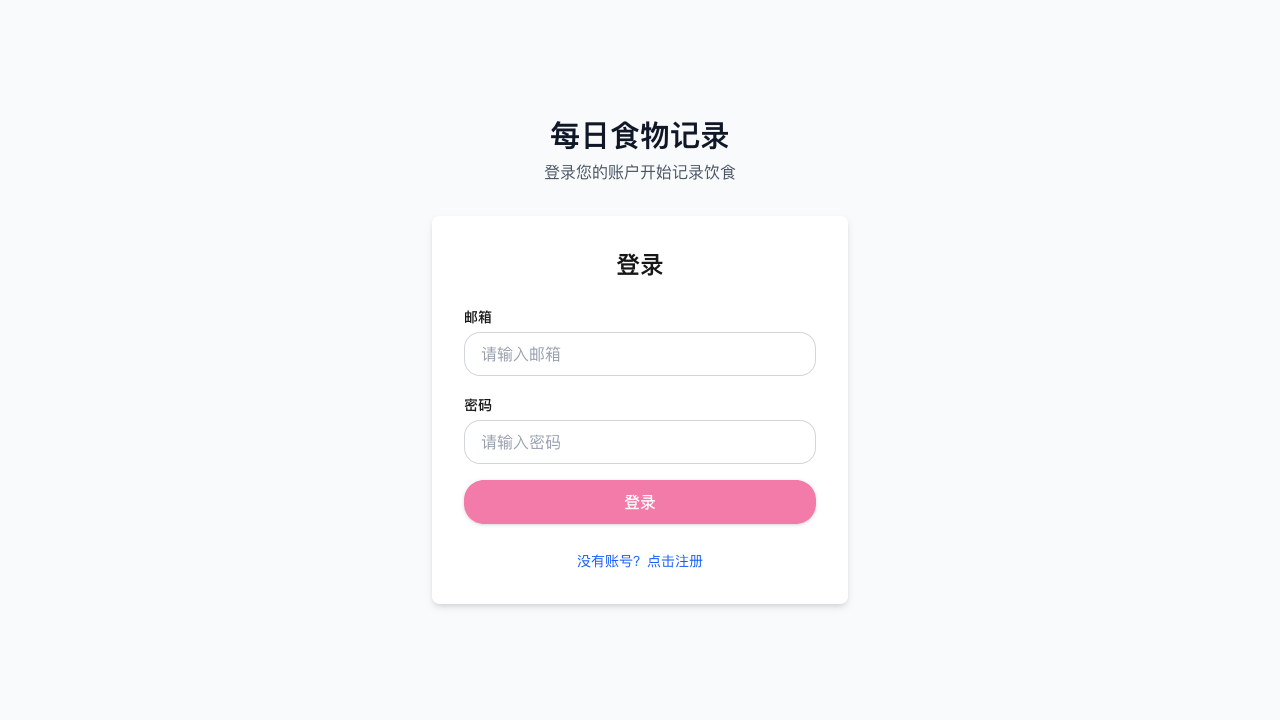 每日食物记录
登录您的账户开始记录饮食
登录
邮箱
请输入邮箱
密码
请输入密码
登录
没有账号？点击注册